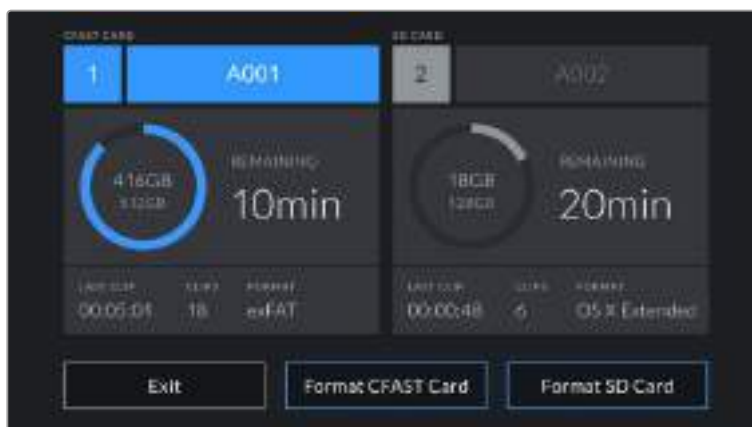 CFAST CARD
SD CARD
1 A001
2 A002
416GB
512GB
REMAINING
10min
18GB
128GB
REMAINING
20min
LAST CLIP CLIPS FORMAT
00:05:01 18 exFAT
LAST CLIP CLIPS FORMAT
00:00:48 6 OS X Extended
Exit
Format CFAST Card
Format SD Card